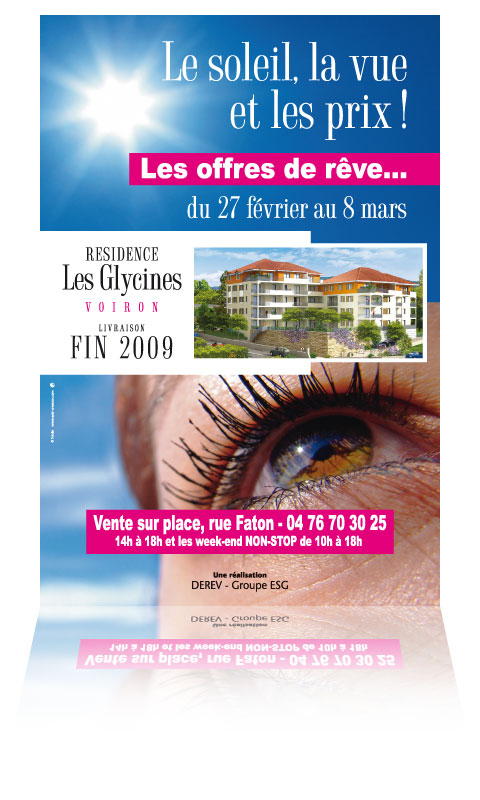 Le soleil, la vue
et les prix !
Les offres de rêve...
du 27 février au 8 mars
RESIDENCE
Les Glycines
VOIRON
LIVRAISON
FIN 2009
Vente sur place, rue Faton - 04 76 70 30 25
14h à 18h et les week-end NON-STOP de 10h à 18h
Une réalisation
DEREV - Groupe ESG